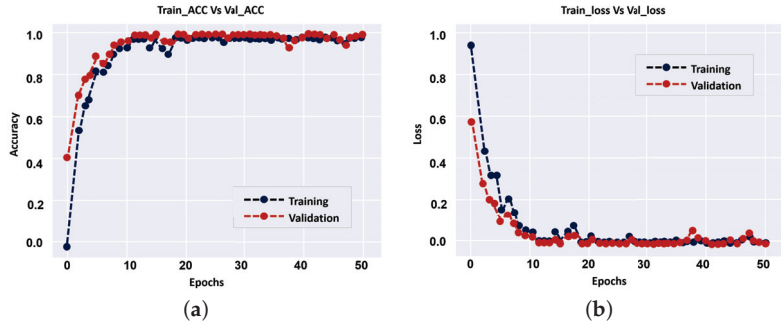 Train_ACC Vs Val_ACC
1.0
0.8
0.6
0.4
0.2
0.0
Accuracy
Training
Validation
0 10 20 30 40 50
Epochs
(a)
Train_loss Vs Val_loss
1.0
0.8
0.6
0.4
0.2
0.0
Loss
Training
Validation
0 10 20 30 40 50
Epochs
(b)